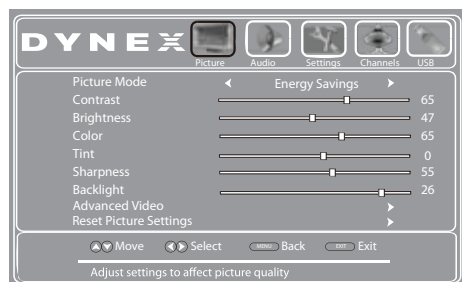 DYNEX
Picture Audio Settings Channels USB
Picture Mode Energy Savings
Contrast 65
Brightness 47
Color 65
Tint 0
Sharpness 55
Backlight 26
Advanced Video
Reset Picture Settings
Move Select MENU Back EXIT Exit
Adjust settings to affect picture quality